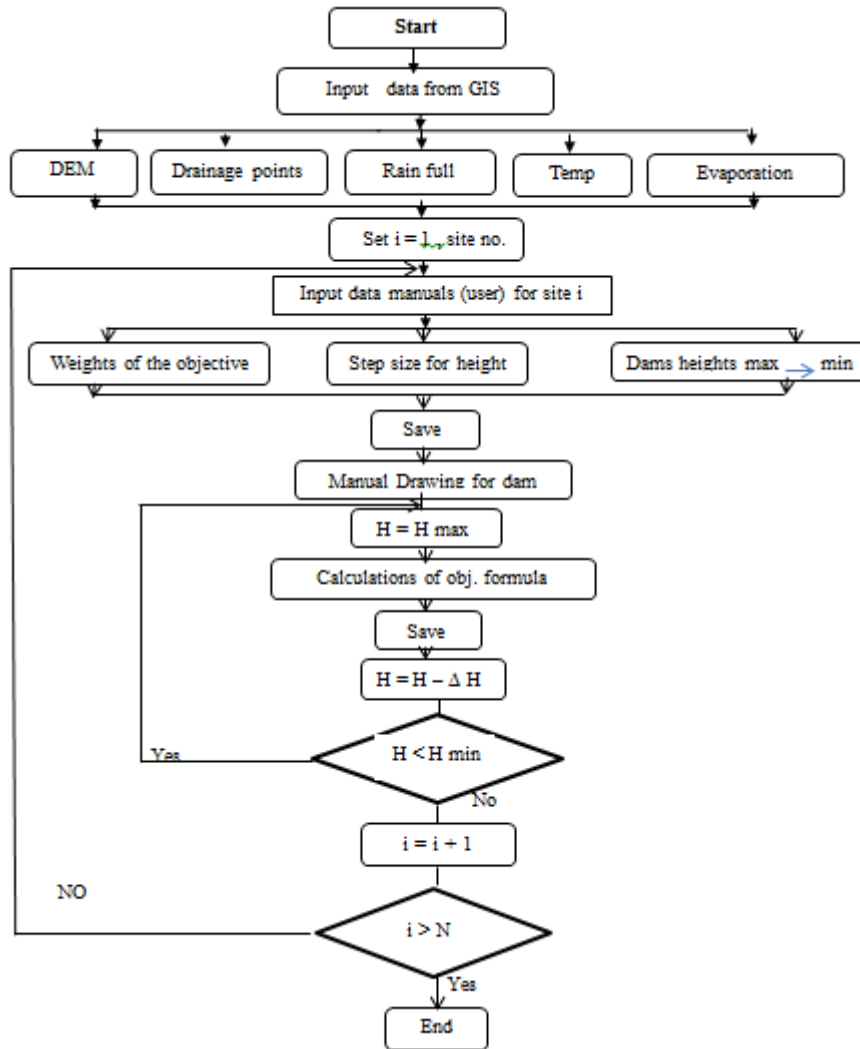 Start
Input data from GIS
DEM
Drainage points
Rain full
Temp
Evaporation
Set i = 1 , site no.
Input data manuals (user) for site i
Weights of the objective
Step size for height
Dams heights max → min
Save
Manual Drawing for dam
H = H max
Calculations of obj. formula
Save
H = H – Δ H
H < H min
Yes
No
i = i + 1
NO
i > N
Yes
End